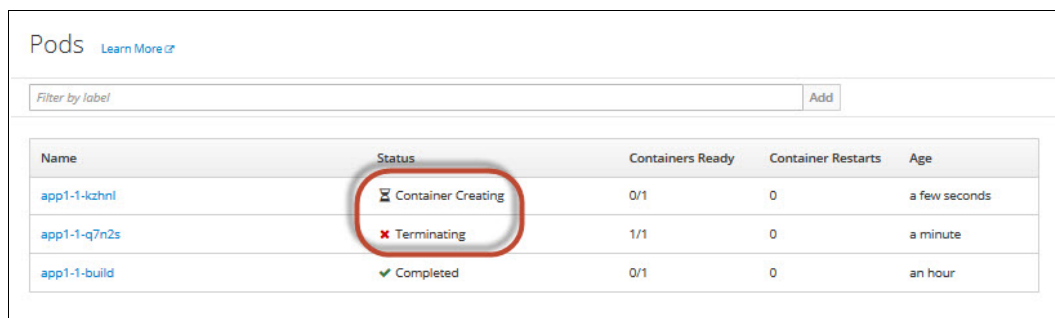 Pods Learn More
Filter by label Add
Name Status Containers Ready Container Restarts Age
app1-1-kzhnl Container Creating 0/1 0 a few seconds
app1-1-q7n2s Terminating 1/1 0 a minute
app1-1-build Completed 0/1 0 an hour